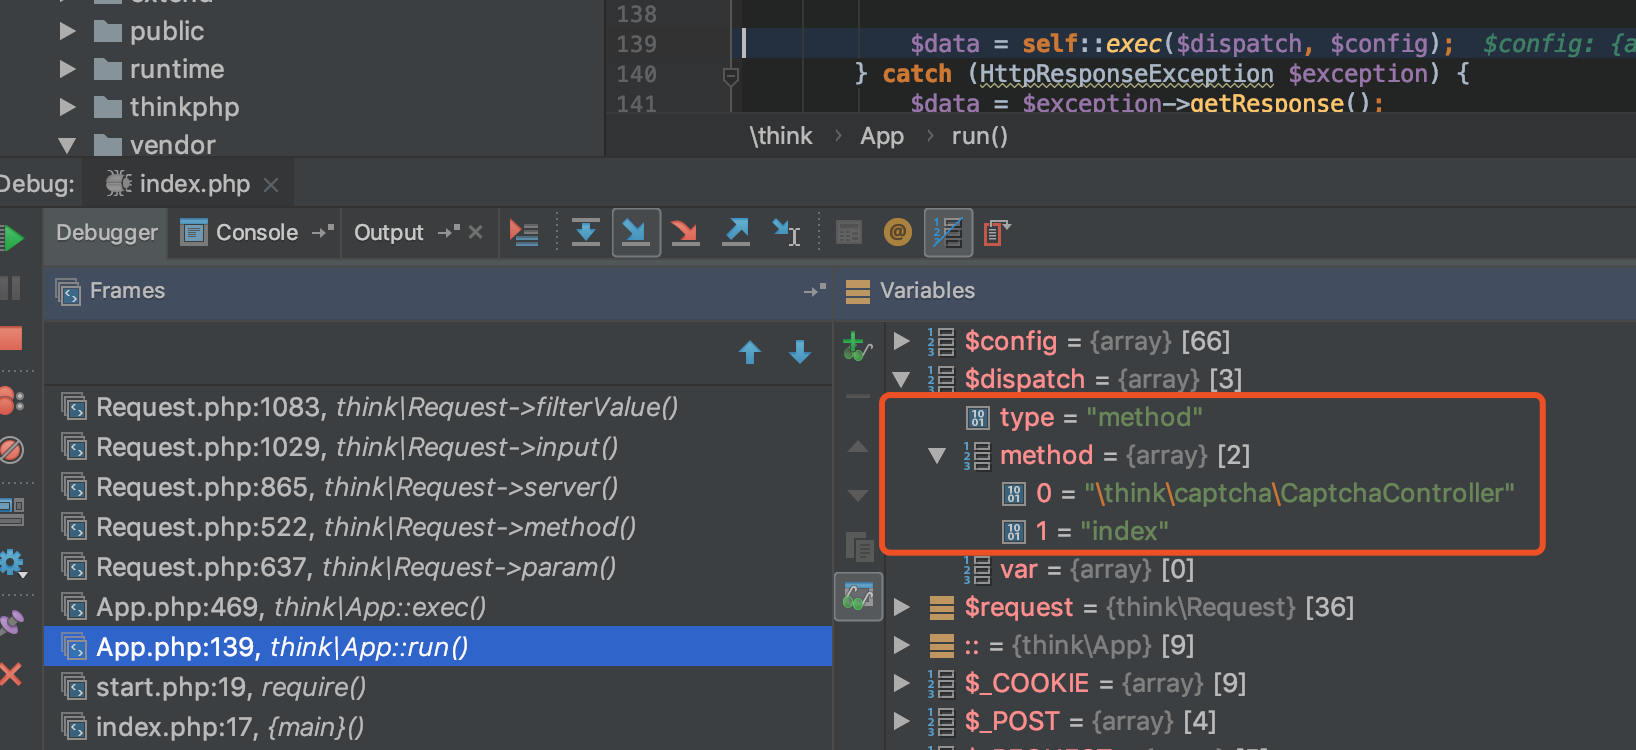 extend
public
runtime
thinkphp
vendor
138
139 $data = self::exec($dispatch, $config); $config: {a
140 } catch (HttpResponseException $exception) {
141 $data = $exception->getResponse();
\think › App › run()
Debug: index.php
Debugger Console Output
Frames
Variables
Request.php:1083, think\Request->filterValue()
Request.php:1029, think\Request->input()
Request.php:865, think\Request->server()
Request.php:522, think\Request->method()
Request.php:637, think\Request->param()
App.php:469, think\App::exec()
App.php:139, think\App::run()
start.php:19, require()
index.php:17, {main}()
$config = {array} [66]
$dispatch = {array} [3]
type = "method"
method = {array} [2]
0 = "\think\captcha\CaptchaController"
1 = "index"
var = {array} [0]
$request = {think\Request} [36]
:: = {think\App} [9]
$_COOKIE = {array} [9]
$_POST = {array} [4]